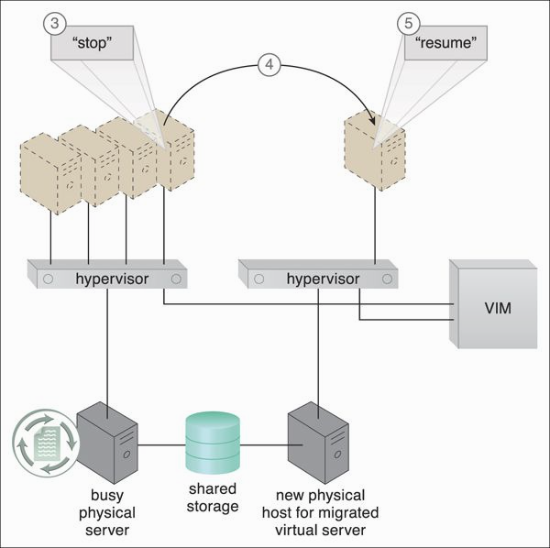 3
"stop"
4
5
"resume"
hypervisor
hypervisor
VIM
busy
physical
server
shared
storage
new physical
host for migrated
virtual server